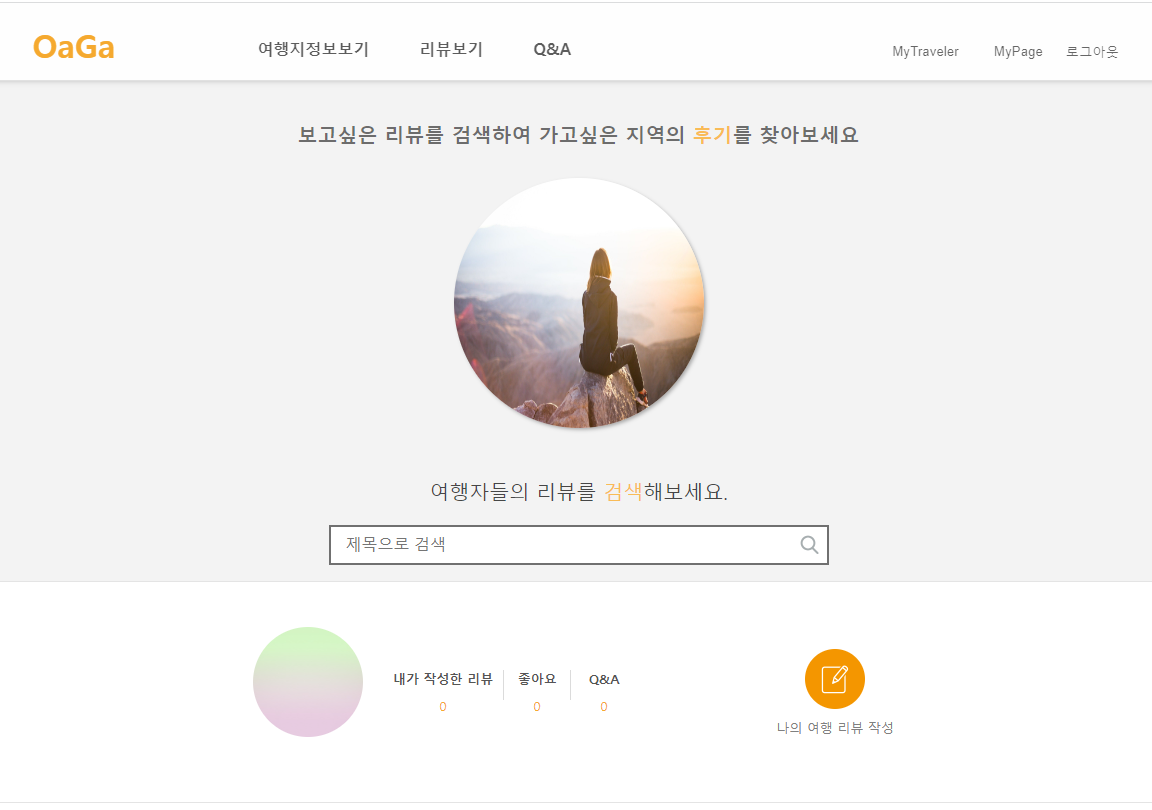 OaGa 여행지정보보기 리뷰보기 Q&A MyTraveler MyPage 로그아웃
보고싶은 리뷰를 검색하여 가고싶은 지역의 후기를 찾아보세요
여행자들의 리뷰를 검색해보세요.
제목으로 검색
내가 작성한 리뷰 좋아요 Q&A
0 0 0
나의 여행 리뷰 작성